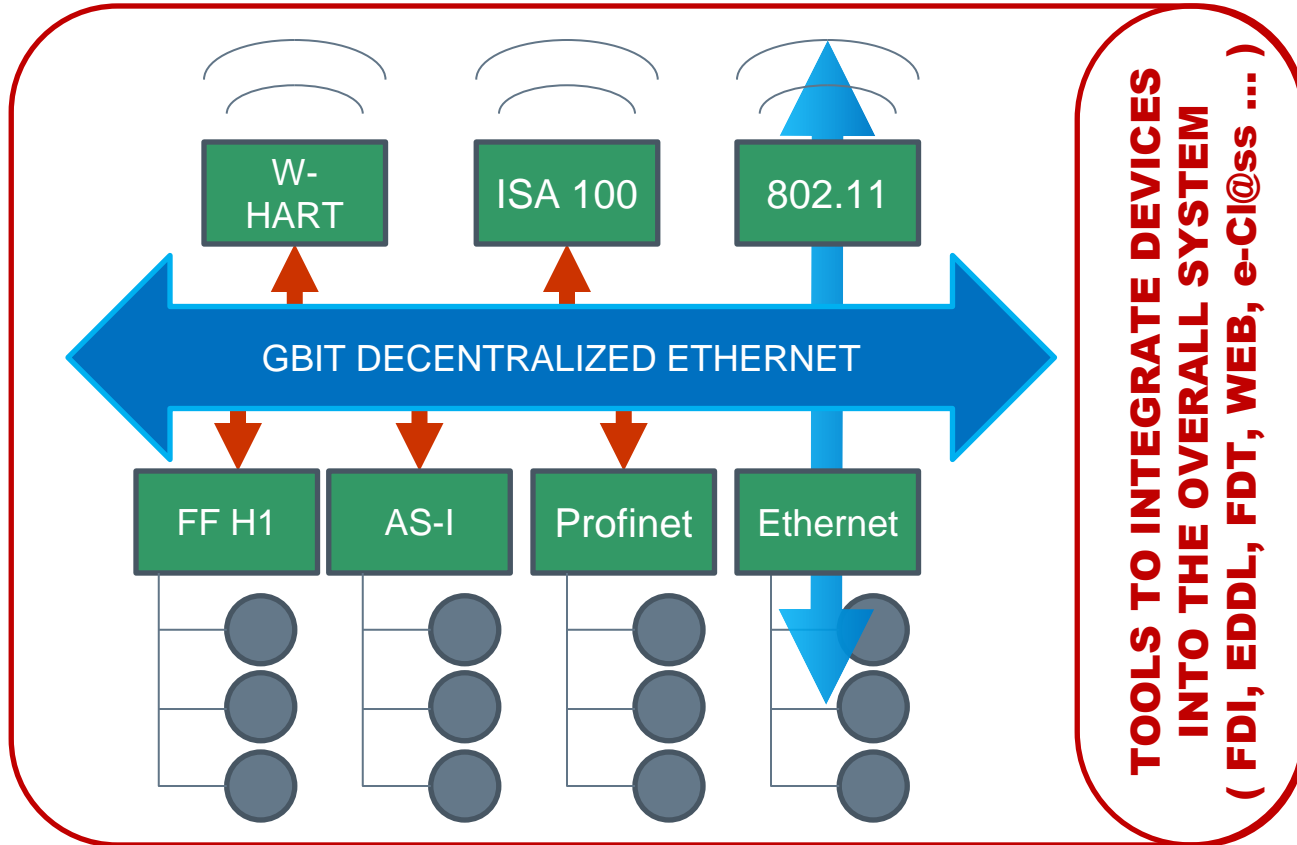 W-
HART
ISA 100
802.11
GBIT DECENTRALIZED ETHERNET
FF H1
AS-I
Profinet
Ethernet
TOOLS TO INTEGRATE DEVICES
INTO THE OVERALL SYSTEM
( FDI, EDDL, FDT, WEB, e-Cl@ss ... )